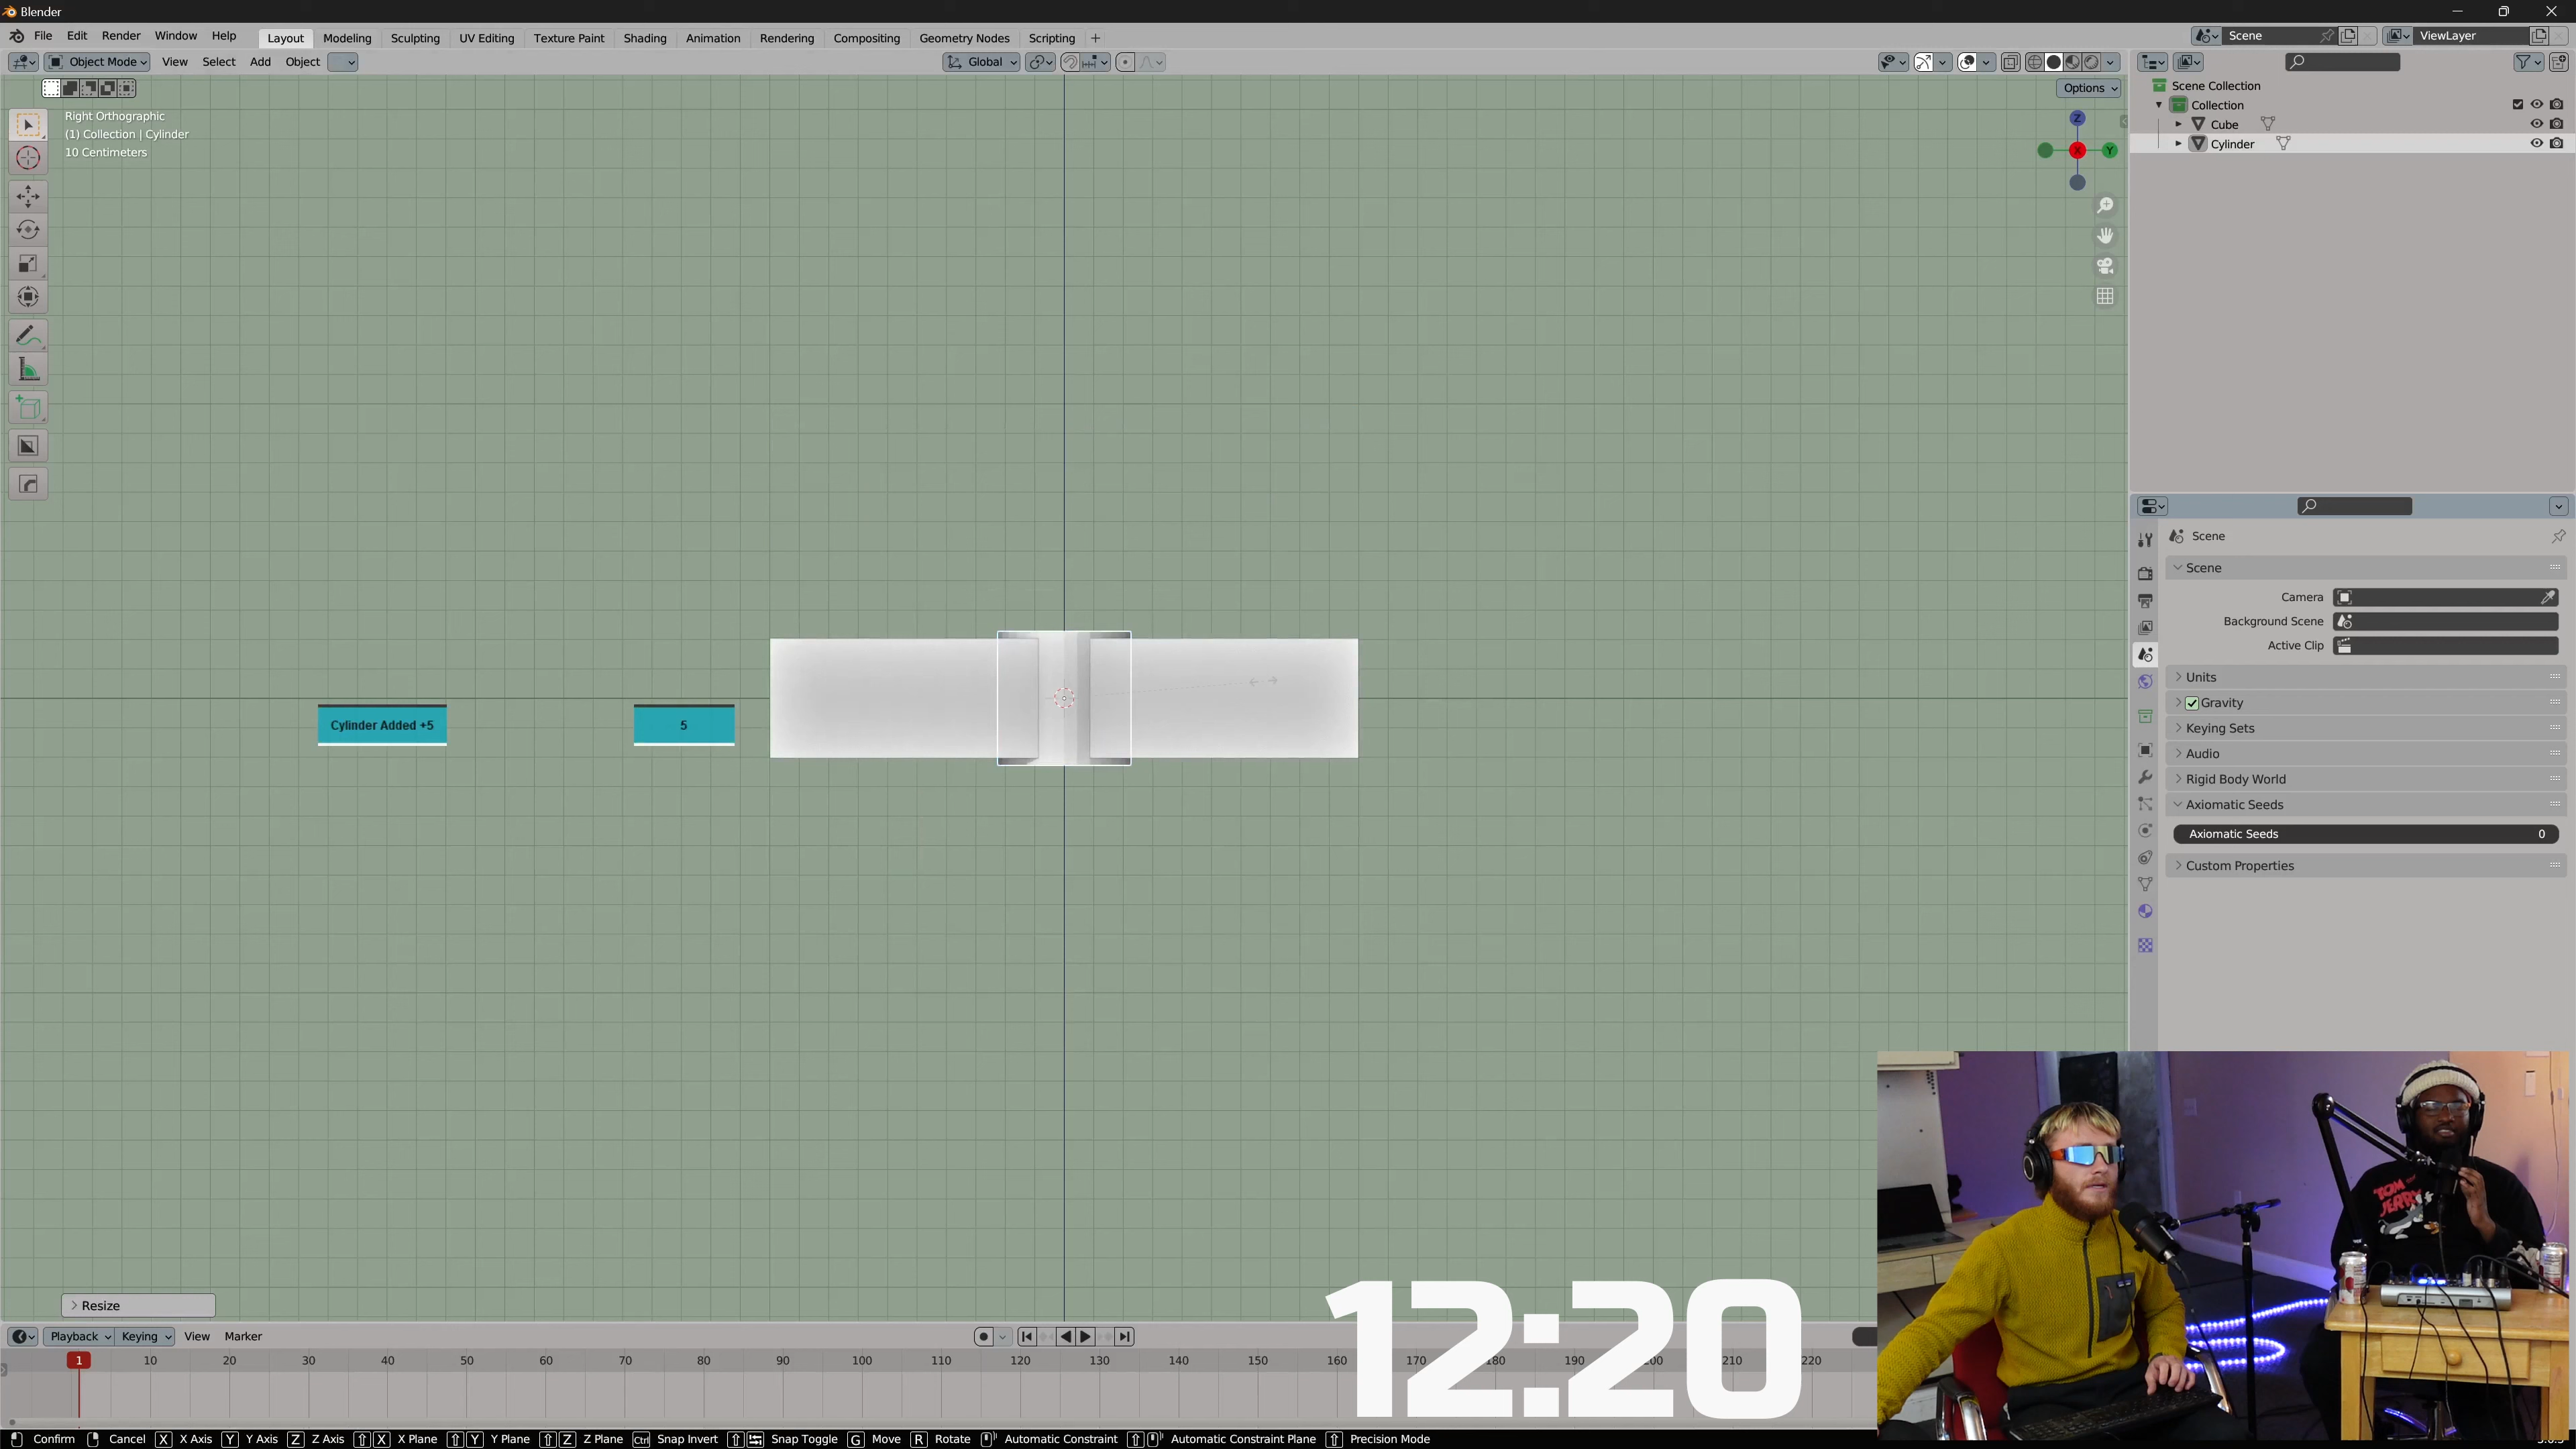 Blender
File Edit Render Window Help Layout Modeling Sculpting UV Editing Texture Paint Shading Animation Rendering Compositing Geometry Nodes Scripting + Scene ViewLayer
Object Mode View Select Add Object Global
Options
Right Orthographic
(1) Collection | Cylinder
10 Centimeters
Z
X
Y
Scene Collection
Collection
Cube
Cylinder
Scene
Scene
Camera
Background Scene
Active Clip
Units
Gravity
Keying Sets
Audio
Rigid Body World
Axiomatic Seeds
Axiomatic Seeds 0
Custom Properties
Cylinder Added +5
5
Resize
12:20
TOM
JERRY
Playback Keying View Marker
1 10 20 30 40 50 60 70 80 90 100 110 120 130 140 150 160 170 180 190 200 210 220
Confirm Cancel X X Axis Y Y Axis Z Z Axis X X Plane Y Y Plane Z Z Plane Ctrl Snap Invert Snap Toggle G Move R Rotate Automatic Constraint Automatic Constraint Plane Precision Mode